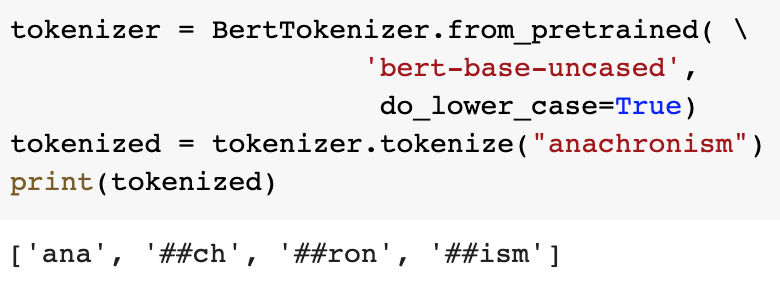 tokenizer = BertTokenizer.from_pretrained( \
'bert-base-uncased',
do_lower_case=True)
tokenized = tokenizer.tokenize("anachronism")
print(tokenized)
['ana', '##ch', '##ron', '##ism']